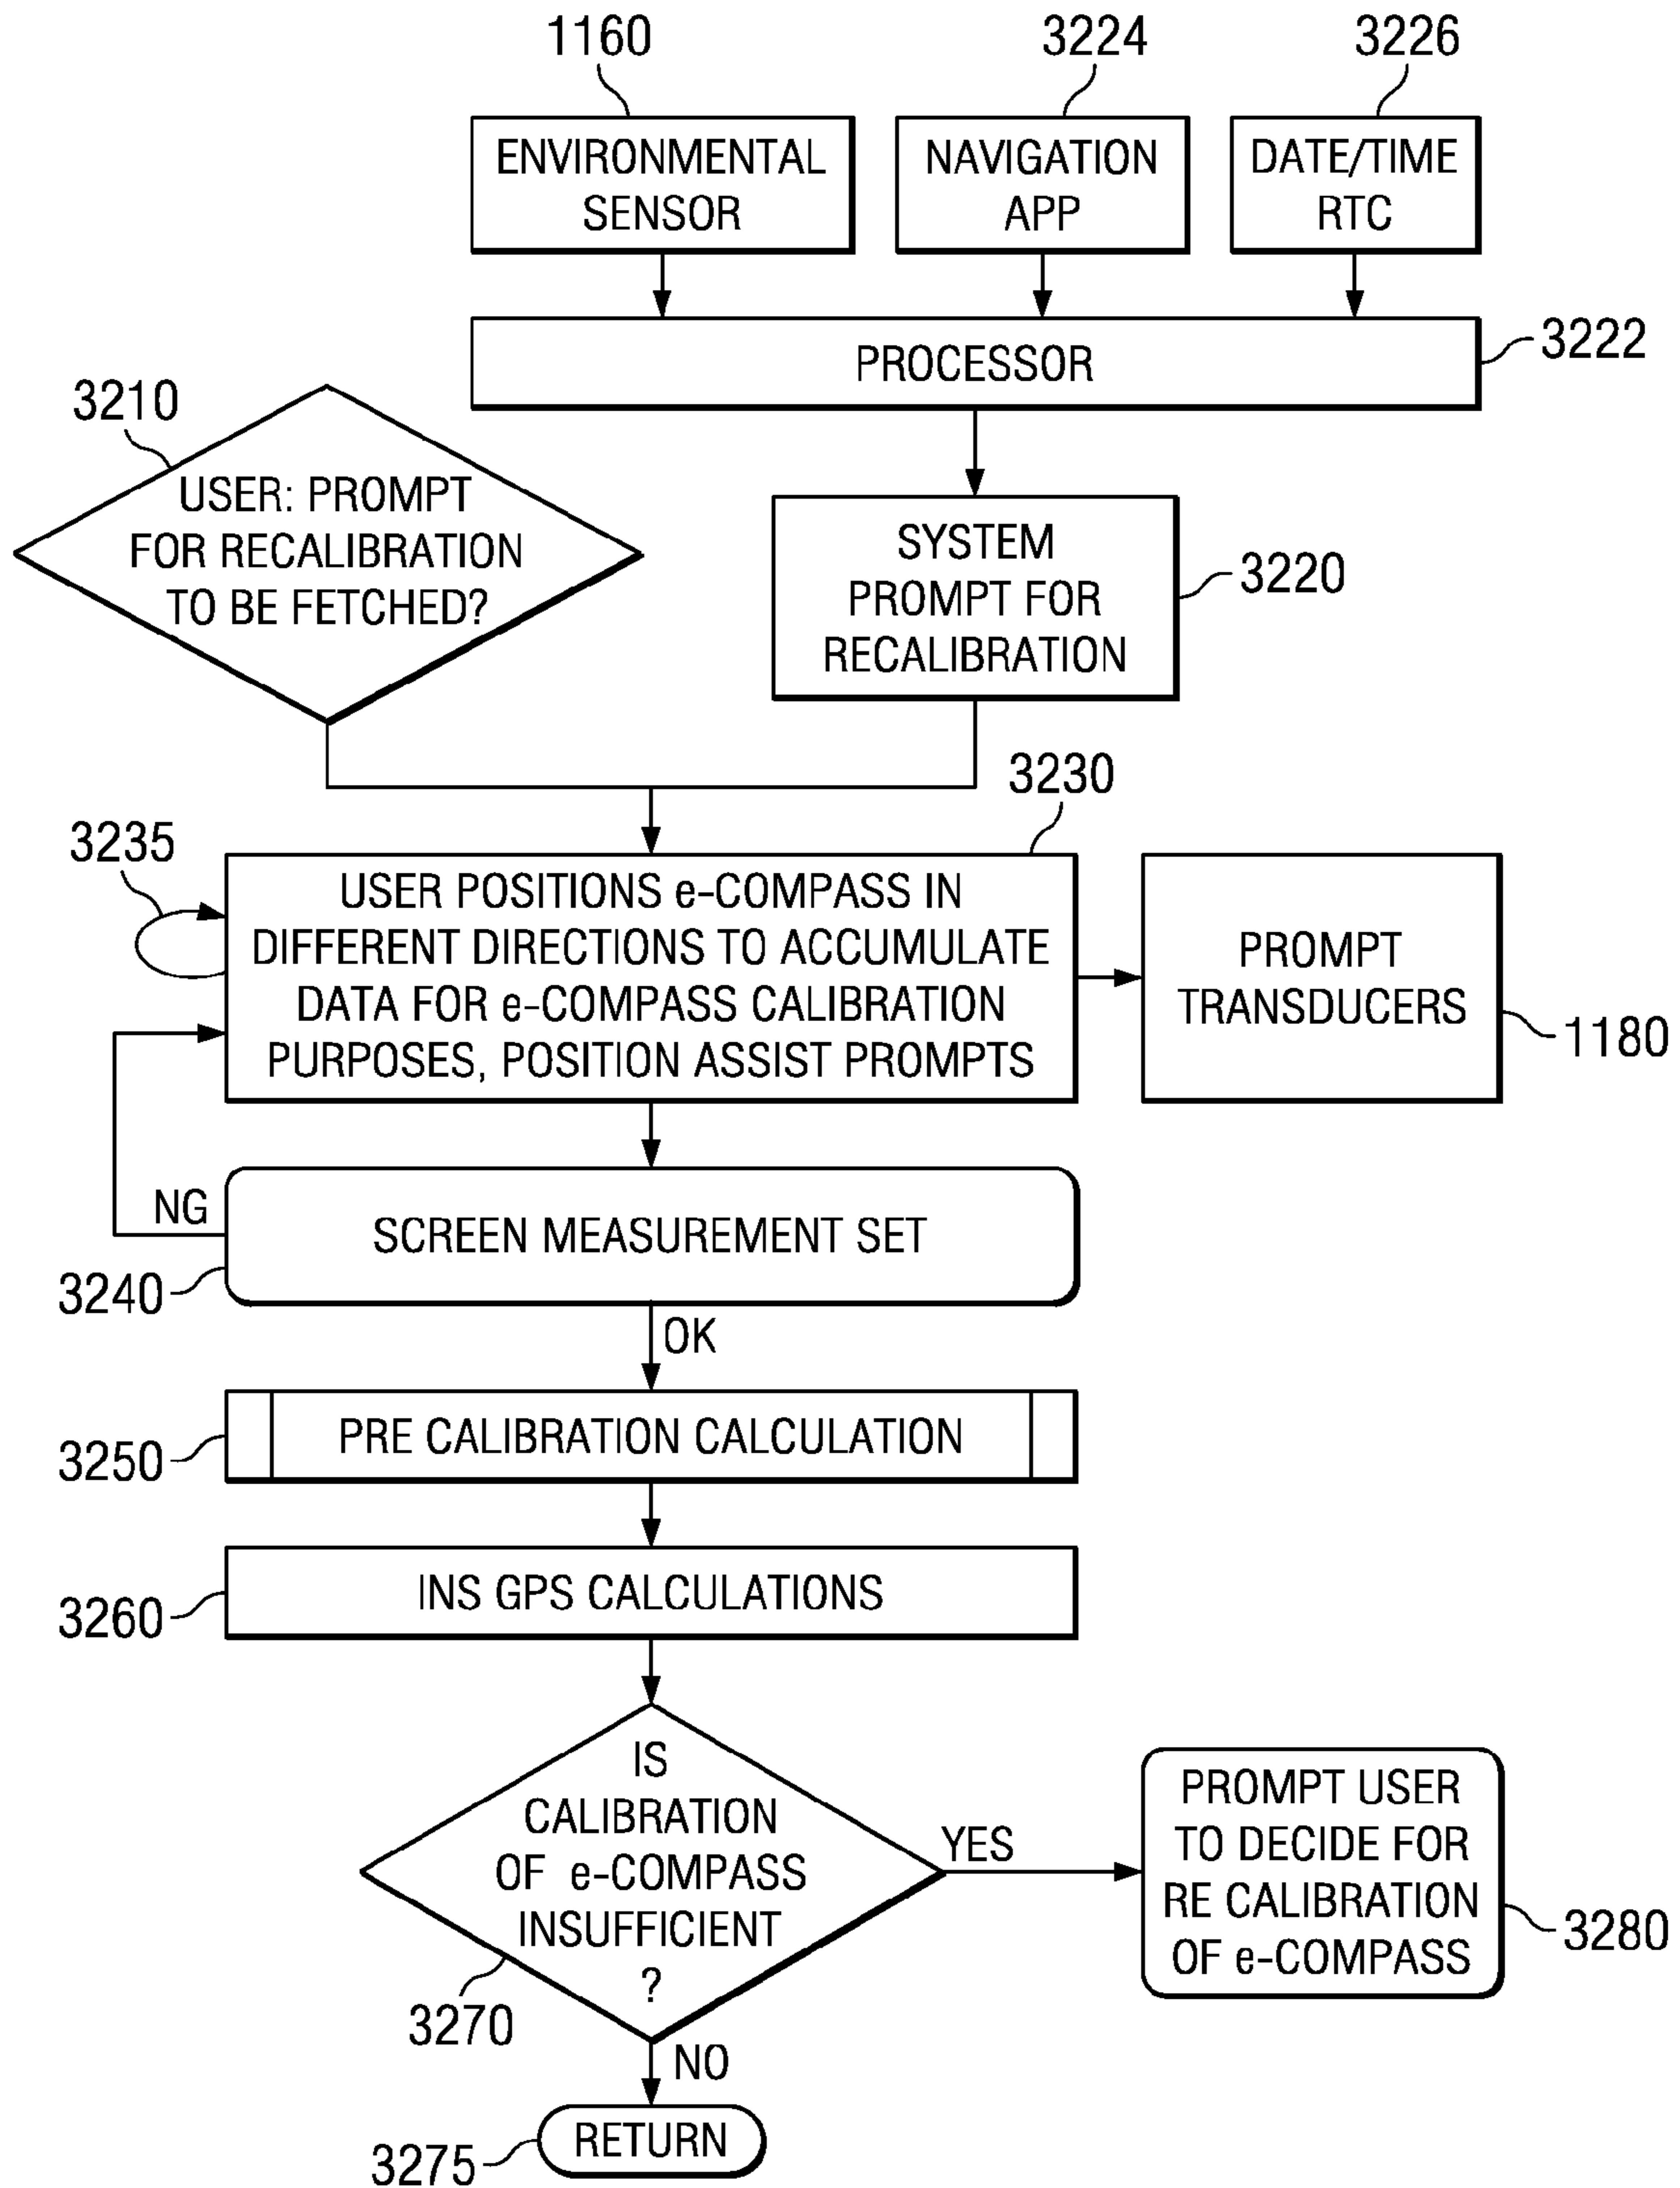 1160
3224
3226
ENVIRONMENTAL
SENSOR
NAVIGATION
APP
DATE/TIME
RTC
PROCESSOR
3222
3210
USER: PROMPT
FOR RECALIBRATION
TO BE FETCHED?
SYSTEM
PROMPT FOR
RECALIBRATION
3220
3230
3235
USER POSITIONS e-COMPASS IN
DIFFERENT DIRECTIONS TO ACCUMULATE
DATA FOR e-COMPASS CALIBRATION
PURPOSES, POSITION ASSIST PROMPTS
PROMPT
TRANSDUCERS
1180
NG
SCREEN MEASUREMENT SET
3240
OK
PRE CALIBRATION CALCULATION
3250
INS GPS CALCULATIONS
3260
IS
CALIBRATION
OF e-COMPASS
INSUFFICIENT
?
3270
YES
PROMPT USER
TO DECIDE FOR
RE CALIBRATION
OF e-COMPASS
3280
NO
RETURN
3275